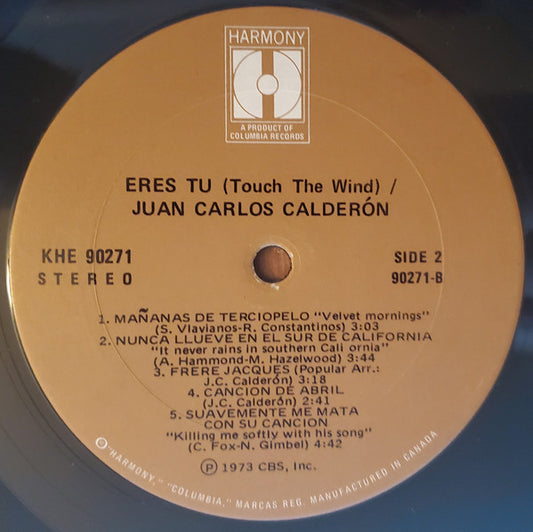 HARMONY
A PRODUCT OF
COLUMBIA RECORDS
ERES TU (Touch The Wind) /
JUAN CARLOS CALDERÓN
KHE 90271
STEREO
SIDE 2
90271-B
1. MAÑANAS DE TERCIOPELO "Velvet mornings"
(S. Vlavianos-R. Constantinos) 3:03
2. NUNCA LLUEVE EN EL SUR DE CALIFORNIA
"It never rains in southern Cali ornia"
(A. Hammond-M. Hazelwood) 3:44
3. FRERE JACQUES (Popular Arr.:
J.C. Calderón) 3:18
4. CANCION DE ABRIL
(J.C. Calderón) 2:41
5. SUAVEMENTE ME MATA
CON SU CANCION
"Killing me softly with his song"
(C. Fox-N. Gimbel) 4:42
Ⓟ 1973 CBS, Inc.
"HARMONY," "COLUMBIA," MARCAS REG. MANUFACTURED IN CANADA